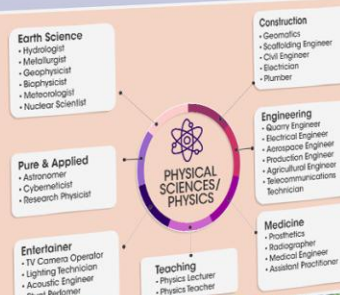 Earth Science
• Hydrologist
• Metallurgist
• Geophysicist
• Biophysicist
• Meteorologist
• Nuclear Scientist
Construction
• Geomatics
• Scaffolding Engineer
• Civil Engineer
• Electrician
• Plumber
PHYSICAL
SCIENCES/
PHYSICS
Pure & Applied
• Astronomer
• Cyberneticist
• Research Physicist
Engineering
• Quarry Engineer
• Electrical Engineer
• Aerospace Engineer
• Production Engineer
• Agricultural Engineer
• Telecommunications
Technician
Entertainer
• TV Camera Operator
• Lighting Technician
• Acoustic Engineer
Teaching
• Physics Lecturer
• Physics Teacher
Medicine
• Prosthetics
• Radiographer
• Medical Engineer
• Assistant Practitioner